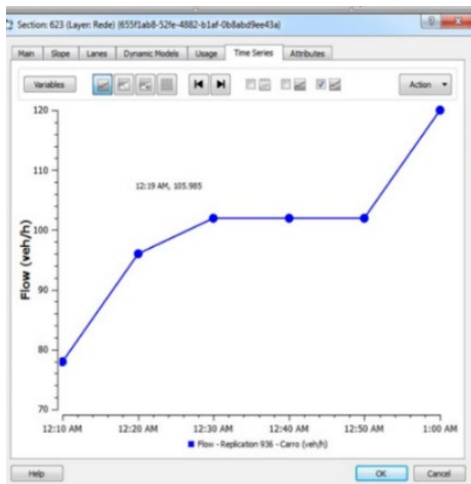 Section: 623 (Layer: Rede) {655f1ab8-52fe-4882-b1af-0b8abd9ee43a}
Main Slope Lanes Dynamic Models Usage Time Series Attributes
Variables Action
120
110
12:19 AM, 105.985
100
Flow (veh/h)
90
80
70
12:10 AM 12:20 AM 12:30 AM 12:40 AM 12:50 AM 1:00 AM
Flow - Replication 936 - Carro (veh/h)
Help OK Cancel